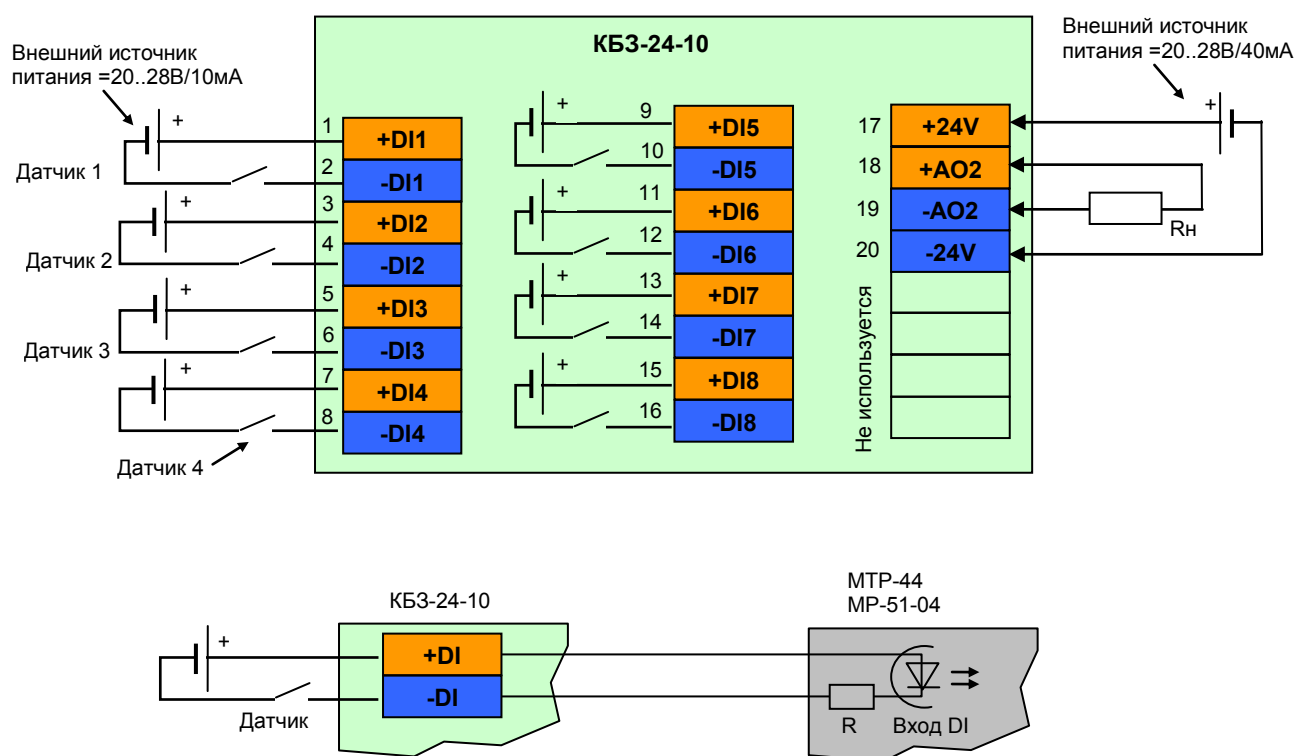 КБЗ-24-10
Внешний источник
питания =20..28В/10мА
Внешний источник
питания =20..28В/40мА
+
1
+DI1
Датчик 1
2
-DI1
+
3
+DI2
Датчик 2
4
-DI2
+
5
+DI3
Датчик 3
6
-DI3
+
7
+DI4
8
-DI4
Датчик 4
+
9
+DI5
10
-DI5
+
11
+DI6
12
-DI6
+
13
+DI7
14
-DI7
+
15
+DI8
16
-DI8
+
17
+24V
18
+AO2
19
-AO2
Rн
20
-24V
Не используется
КБЗ-24-10
МТР-44
МР-51-04
+
+DI
-DI
Датчик
R
Вход DI